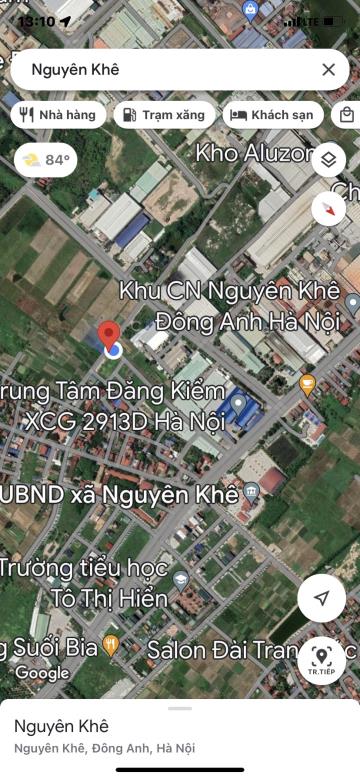 13:10
LTE
Nguyên Khê
Nhà hàng
Trạm xăng
Khách sạn
84°
Kho Aluzon
Ch
Khu CN Nguyên Khê
Đông Anh Hà Nội
rung Tâm Đăng Kiểm
XCG 2913D Hà Nội
UBND xã Nguyên Khê
Trường tiểu học
Tô Thị Hiển
g Suối Bia
Salon Đài Tran
c
Google
TR.TIẾP
Nguyên Khê
Nguyên Khê, Đông Anh, Hà Nội